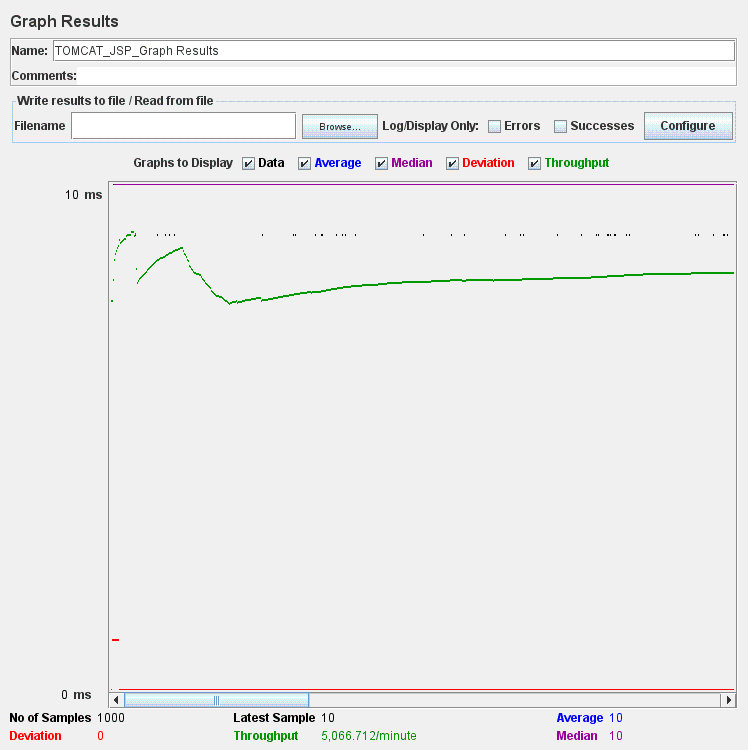 Graph Results
Name: TOMCAT_JSP_Graph Results
Comments:
Write results to file / Read from file
Filename Browse... Log/Display Only: Errors Successes Configure
Graphs to Display Data Average Median Deviation Throughput
10 ms
0 ms
No of Samples 1000 Latest Sample 10 Average 10
Deviation 0 Throughput 5,066.712/minute Median 10